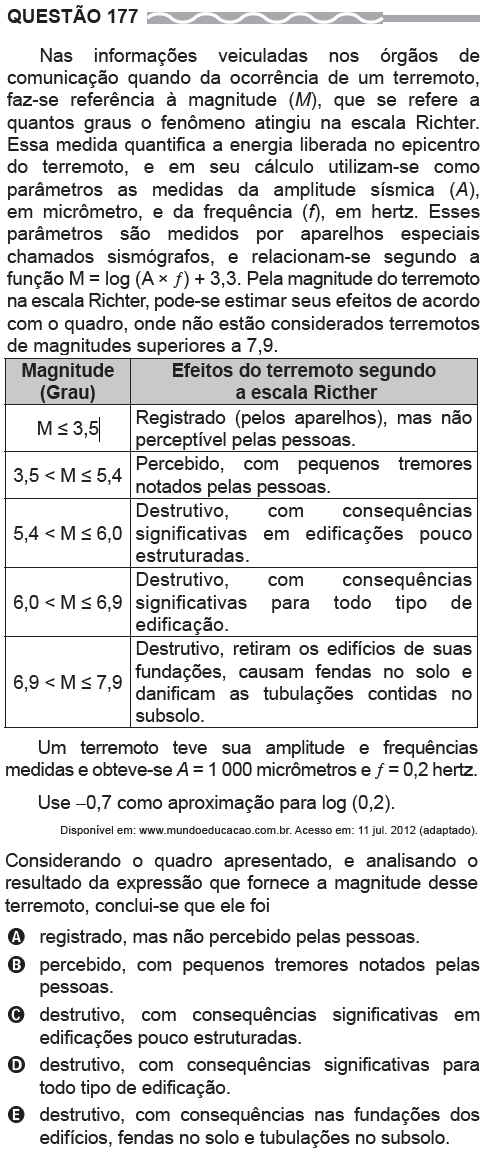 QUESTÃO 177
Nas informações veiculadas nos órgãos de
comunicação quando da ocorrência de um terremoto,
faz-se referência à magnitude (M), que se refere a
quantos graus o fenômeno atingiu na escala Richter.
Essa medida quantifica a energia liberada no epicentro
do terremoto, e em seu cálculo utilizam-se como
parâmetros as medidas da amplitude sísmica (A),
em micrômetro, e da frequência (f), em hertz. Esses
parâmetros são medidos por aparelhos especiais
chamados sismógrafos, e relacionam-se segundo a
função M = log (A × f) + 3,3. Pela magnitude do terremoto
na escala Richter, pode-se estimar seus efeitos de acordo
com o quadro, onde não estão considerados terremotos
de magnitudes superiores a 7,9.
Magnitude
(Grau)
Efeitos do terremoto segundo
a escala Ricther
M ≤ 3,5
Registrado (pelos aparelhos), mas não
perceptível pelas pessoas.
3,5 < M ≤ 5,4
Percebido, com pequenos tremores
notados pelas pessoas.
5,4 < M ≤ 6,0
Destrutivo, com consequências
significativas em edificações pouco
estruturadas.
6,0 < M ≤ 6,9
Destrutivo, com consequências
significativas para todo tipo de
edificação.
6,9 < M ≤ 7,9
Destrutivo, retiram os edifícios de suas
fundações, causam fendas no solo e
danificam as tubulações contidas no
subsolo.
Um terremoto teve sua amplitude e frequências
medidas e obteve-se A = 1 000 micrômetros e f = 0,2 hertz.
Use −0,7 como aproximação para log (0,2).
Disponível em: www.mundoeducacao.com.br. Acesso em: 11 jul. 2012 (adaptado).
Considerando o quadro apresentado, e analisando o
resultado da expressão que fornece a magnitude desse
terremoto, conclui-se que ele foi
A registrado, mas não percebido pelas pessoas.
B percebido, com pequenos tremores notados pelas
pessoas.
C destrutivo, com consequências significativas em
edificações pouco estruturadas.
D destrutivo, com consequências significativas para
todo tipo de edificação.
E destrutivo, com consequências nas fundações dos
edifícios, fendas no solo e tubulações no subsolo.